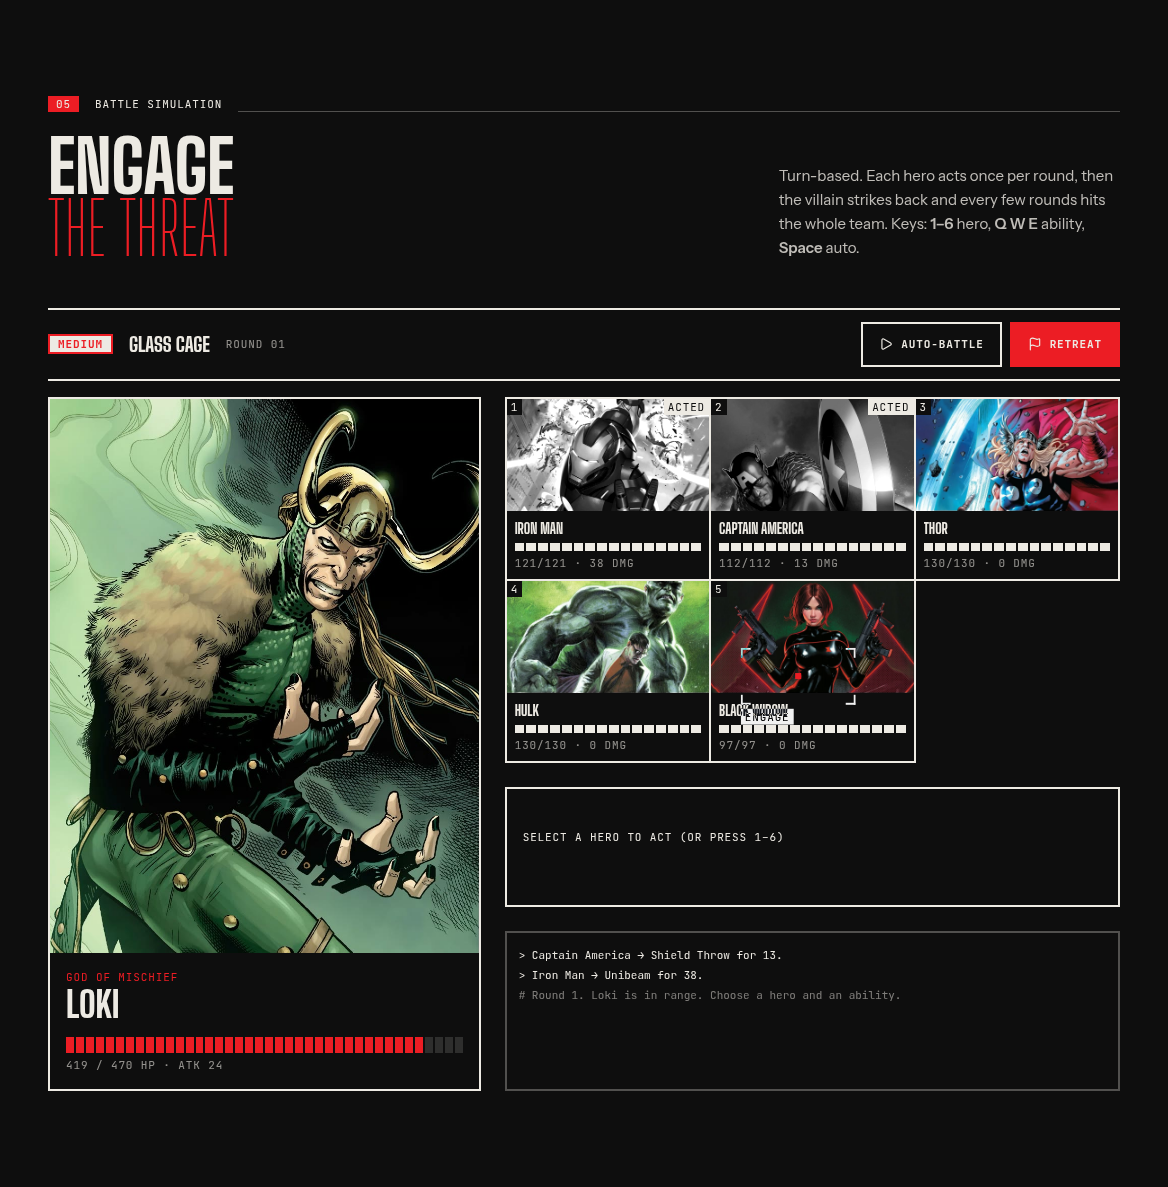 05 BATTLE SIMULATION
ENGAGE
THE THREAT
Turn-based. Each hero acts once per round, then
the villain strikes back and every few rounds hits
the whole team. Keys: 1–6 hero, Q W E ability,
Space auto.
MEDIUM GLASS CAGE ROUND 01
AUTO-BATTLE
RETREAT
GOD OF MISCHIEF
LOKI
419 / 470 HP · ATK 24
1 ACTED
IRON MAN
121/121 · 38 DMG
2 ACTED
CAPTAIN AMERICA
112/112 · 13 DMG
3
THOR
130/130 · 0 DMG
4
HULK
130/130 · 0 DMG
5
BLACK WIDOW
ENGAGE
97/97 · 0 DMG
SELECT A HERO TO ACT (OR PRESS 1–6)
> Captain America → Shield Throw for 13.
> Iron Man → Unibeam for 38.
# Round 1. Loki is in range. Choose a hero and an ability.